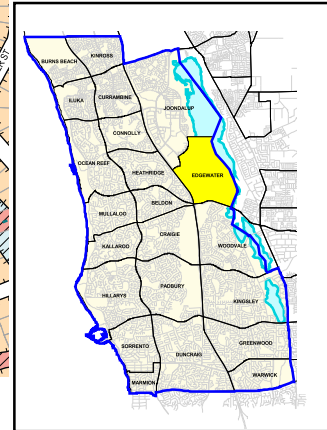 KINROSS
BURNS BEACH
CURRAMBINE
ILUKA
JOONDALUP
CONNOLLY
OCEAN REEF
HEATHRIDGE
EDGEWATER
BELDON
MULLALOO
CRAIGIE
KALLAROO
WOODVALE
PADBURY
HILLARYS
KINGSLEY
SORRENTO
GREENWOOD
DUNCRAIG
WARWICK
MARMION